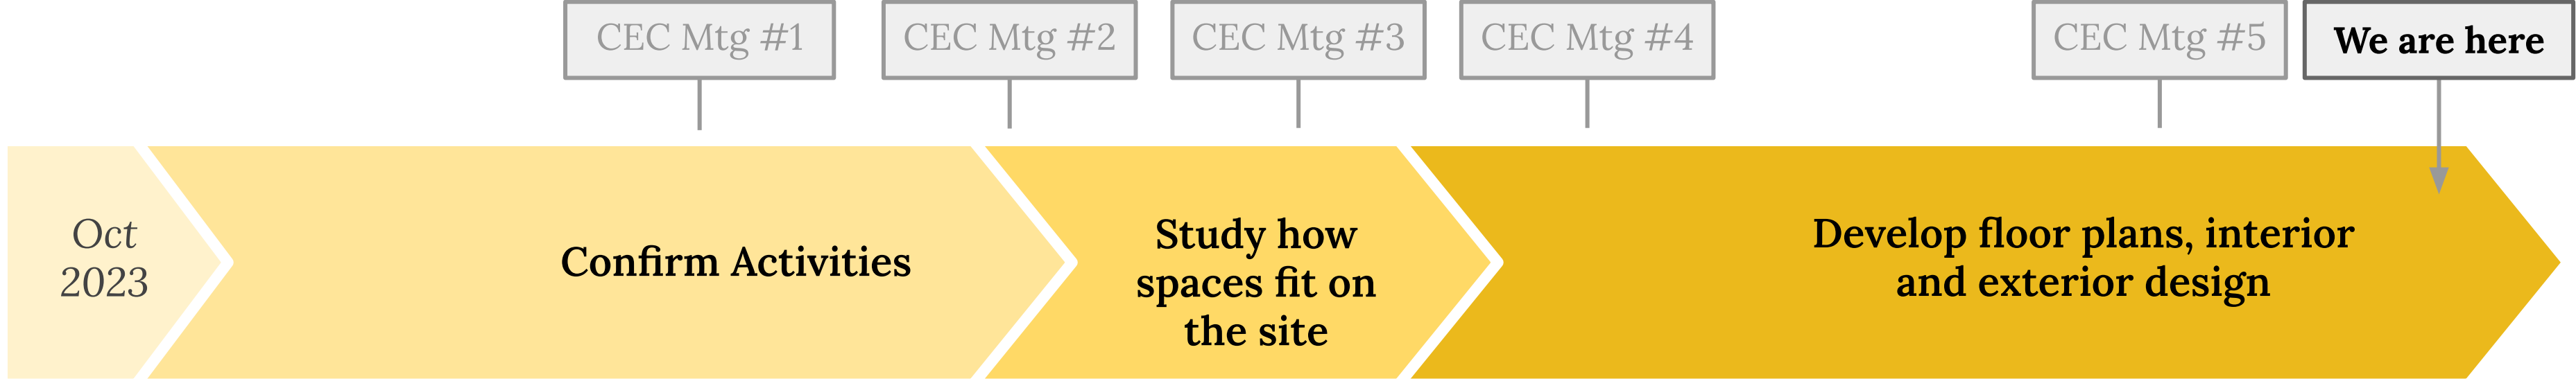 CEC Mtg #1
CEC Mtg #2
CEC Mtg #3
CEC Mtg #4
CEC Mtg #5
We are here
Oct
2023
Confirm Activities
Study how
spaces fit on
the site
Develop floor plans, interior
and exterior design